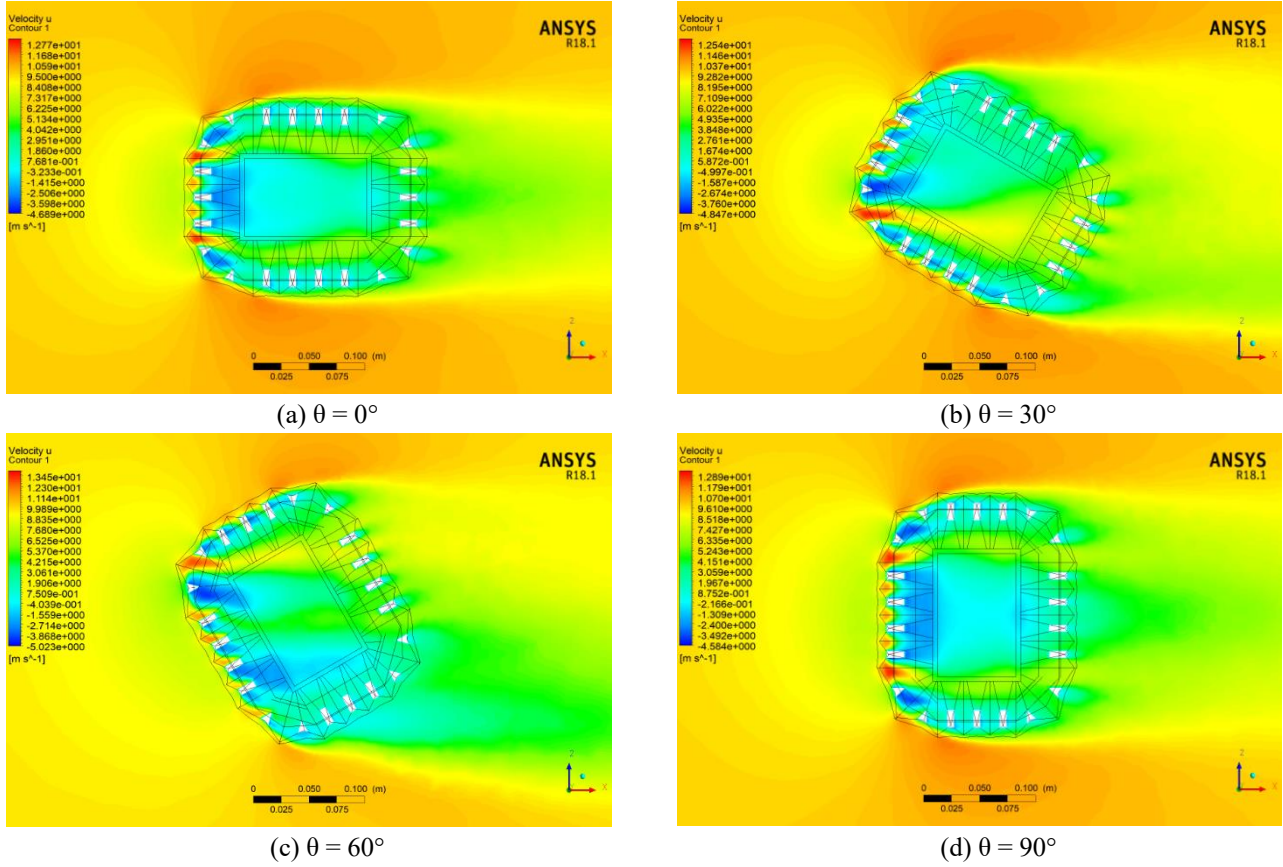 Velocity u
Contour 1
1.277e+001
1.168e+001
1.059e+001
9.500e+000
8.408e+000
7.317e+000
6.225e+000
5.134e+000
4.042e+000
2.951e+000
1.860e+000
7.681e-001
-3.233e-001
-1.415e+000
-2.506e+000
-3.598e+000
-4.689e+000
[m s^-1]
ANSYS
R18.1
0 0.050 0.100 (m)
0.025 0.075
Z
X
(a) θ = 0°
Velocity u
Contour 1
1.254e+001
1.146e+001
1.037e+001
9.282e+000
8.195e+000
7.109e+000
6.022e+000
4.935e+000
3.848e+000
2.761e+000
1.674e+000
5.872e-001
-4.997e-001
-1.587e+000
-2.674e+000
-3.760e+000
-4.847e+000
[m s^-1]
ANSYS
R18.1
0 0.050 0.100 (m)
0.025 0.075
Z
X
(b) θ = 30°
Velocity u
Contour 1
1.345e+001
1.230e+001
1.114e+001
9.989e+000
8.835e+000
7.680e+000
6.525e+000
5.370e+000
4.215e+000
3.061e+000
1.906e+000
7.509e-001
-4.039e-001
-1.559e+000
-2.714e+000
-3.868e+000
-5.023e+000
[m s^-1]
ANSYS
R18.1
0 0.050 0.100 (m)
0.025 0.075
Z
X
(c) θ = 60°
Velocity u
Contour 1
1.289e+001
1.179e+001
1.070e+001
9.610e+000
8.518e+000
7.427e+000
6.335e+000
5.243e+000
4.151e+000
3.059e+000
1.967e+000
8.752e-001
-2.166e-001
-1.309e+000
-2.400e+000
-3.492e+000
-4.584e+000
[m s^-1]
ANSYS
R18.1
0 0.050 0.100 (m)
0.025 0.075
Z
X
(d) θ = 90°